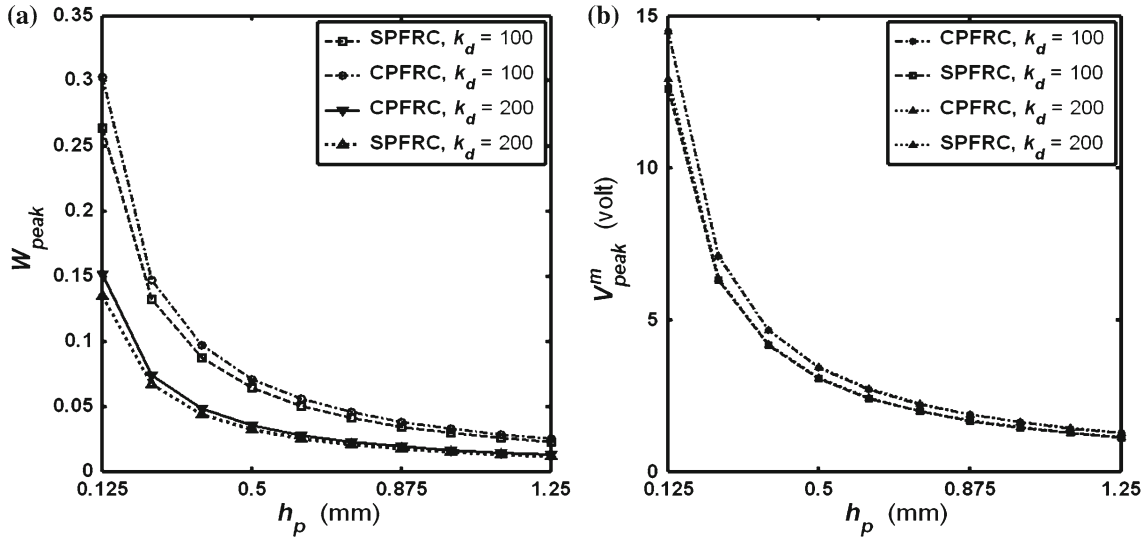 (a)
0.35
0.3
0.25
0.2
0.15
0.1
0.05
0
W_peak
SPFRC, k_d = 100
CPFRC, k_d = 100
CPFRC, k_d = 200
SPFRC, k_d = 200
0.125
0.5
0.875
1.25
h_p (mm)
(b)
15
10
5
0
V^m_peak (volt)
CPFRC, k_d = 100
SPFRC, k_d = 100
CPFRC, k_d = 200
SPFRC, k_d = 200
0.125
0.5
0.875
1.25
h_p (mm)